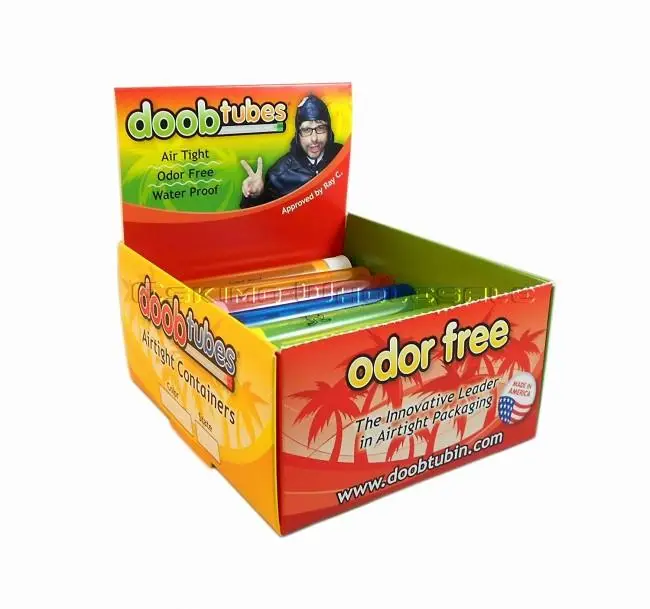 doobtubes
Air Tight
Odor Free
Water Proof
Approved by Ray C.
doobtubes
Airtight Containers
Color
State
odor free
The Innovative Leader
in Airtight Packaging
MADE IN
AMERICA
www.doobtubin.com